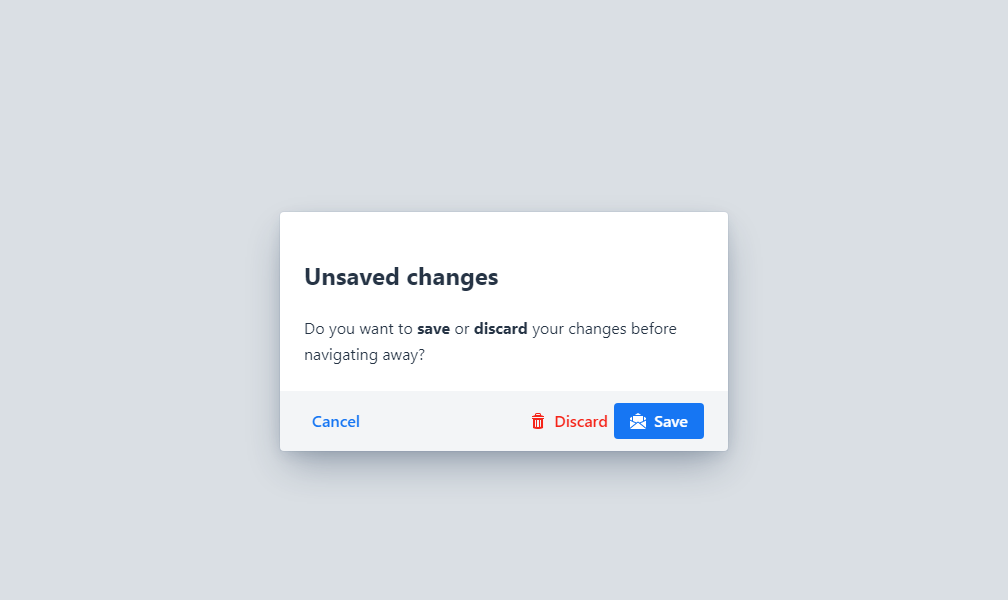 Unsaved changes
Do you want to save or discard your changes before
navigating away?
Cancel Discard Save